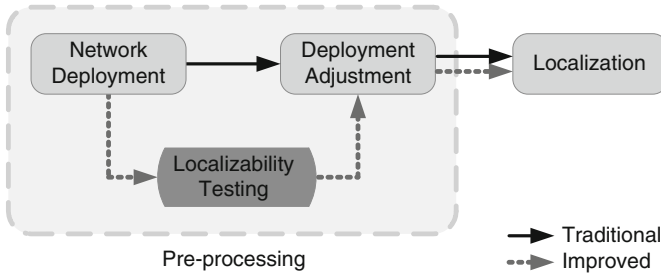 Network
Deployment
Deployment
Adjustment
Localization
Localizability
Testing
Pre-processing
Traditional
Improved